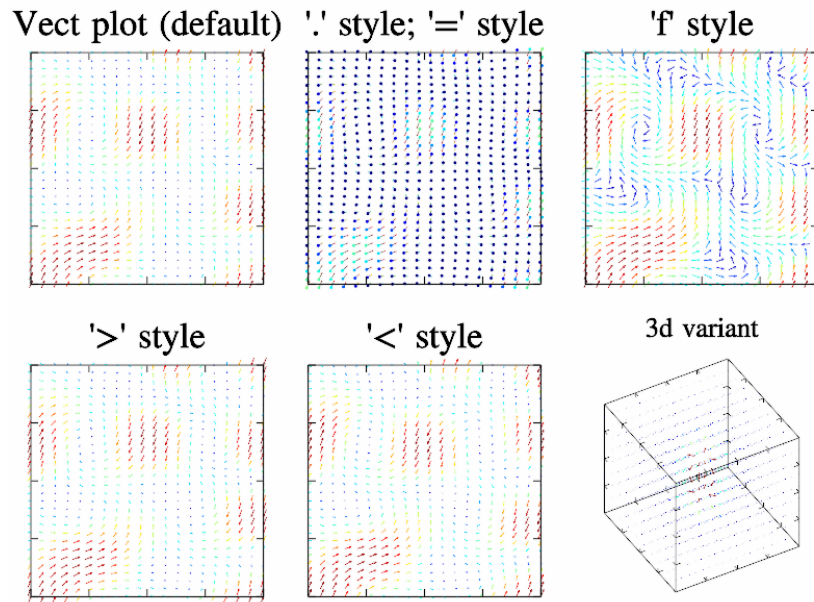 Vect plot (default)
'.' style; '=' style
'f' style
'>' style
'<' style
3d variant